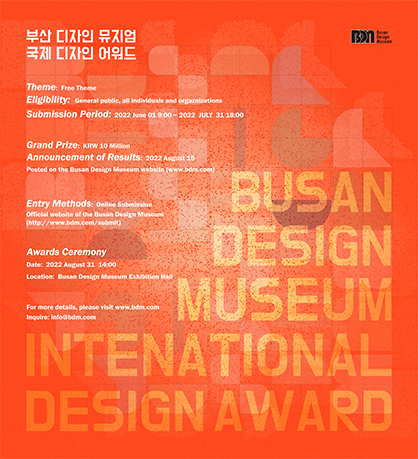 부산 디자인 뮤지엄
국제 디자인 어워드
BDM
Busan
Design
Museum
Theme: Free Theme
Eligibility: General public, all individuals and organizations
Submission Period: 2022 June 01 9:00 – 2022 JULY 31 18:00
Grand Prize: KRW 10 Million
Announcement of Results: 2022 August 15
Posted on the Busan Design Museum website (www.bdm.com)
Entry Methods: Online Submission
Official website of the Busan Design Museum
(http://www.bdm.com/submit)
Awards Ceremony
Date: 2022 August 31 14:00
Location: Busan Design Museum Exhibition Hall
For more details, please visit www.bdm.com
Inquire: info@bdm.com
BUSAN
DESIGN
MUSEUM
INTENATIONAL
DESIGN AWARD